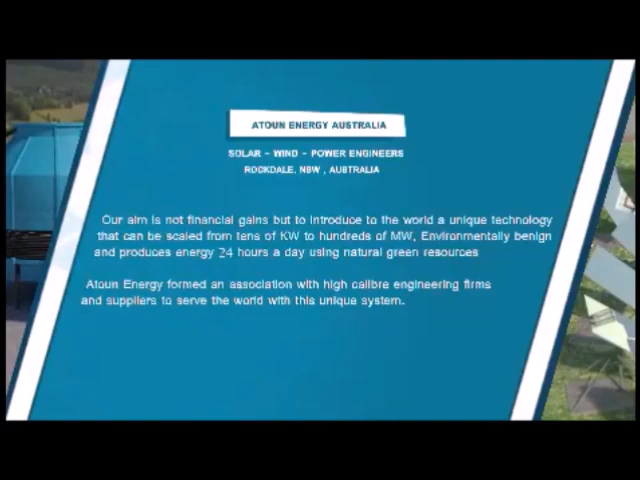 ATOUN ENERGY AUSTRALIA
SOLAR - WIND - POWER ENGINEERS
ROCKDALE, NSW , AUSTRALIA
Our aim is not financial gains but to introduce to the world a unique technology
that can be scaled from tens of KW to hundreds of MW, Environmentally benign
and produces energy 24 hours a day using natural green resources
Atoun Energy formed an association with high calibre engineering firms
and suppliers to serve the world with this unique system.